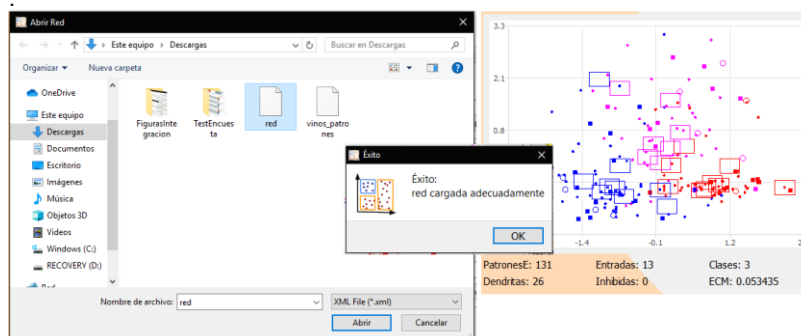 Abrir Red
Este equipo > Descargas
Buscar en Descargas
Organizar
Nueva carpeta
OneDrive
Este equipo
Descargas
Documentos
Escritorio
Imágenes
Música
Objetos 3D
Videos
Windows (C:)
RECOVERY (D:)
FigurasInte
gracion
TestEncues
ta
red
vinos_patro
nes
Nombre de archivo: red
XML File (*.xml)
Abrir
Cancelar
Éxito
Éxito:
red cargada adecuadamente
OK
3.3
2.1
0.8
-1.4
-0.1
1.2
PatronesE: 131
Entradas: 13
Clases: 3
Dendritas: 26
Inhibidas: 0
ECM: 0.053435